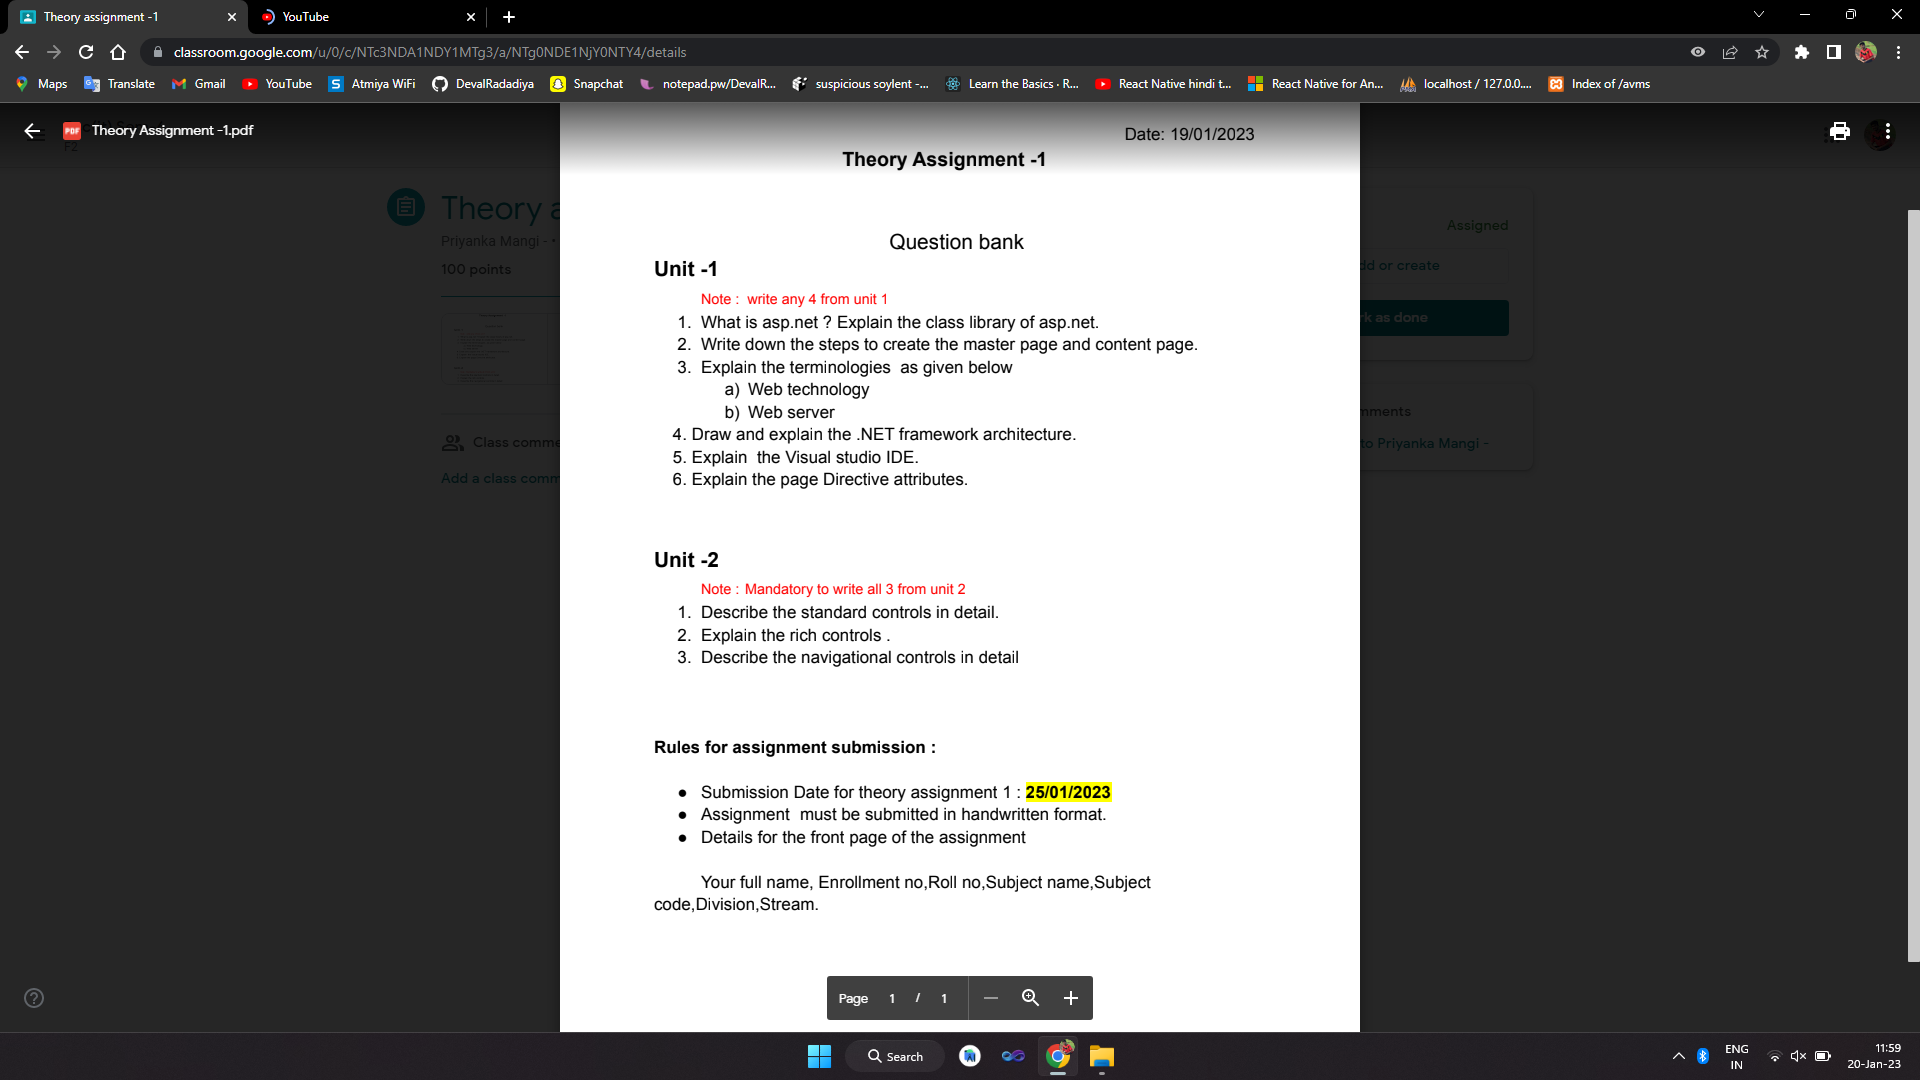 Theory assignment -1
YouTube
classroom.google.com/u/0/c/NTc3NDA1NDY1MTg3/a/NTg0NDE1NjY0NTY4/details
Maps
Translate
Gmail
YouTube
Atmiya WiFi
DevalRadadiya
Snapchat
notepad.pw/DevalR...
suspicious soylent -...
Learn the Basics · R...
React Native hindi t...
React Native for An...
localhost / 127.0.0....
Index of /avms
PDF
Theory Assignment -1.pdf
F2
Date: 19/01/2023
Theory Assignment -1
Theory a
Priyanka Mangi - •
100 points
Assigned
dd or create
rk as done
Class comme
Add a class comm
mments
to Priyanka Mangi -
Question bank
Unit -1
Note : write any 4 from unit 1
1. What is asp.net ? Explain the class library of asp.net.
2. Write down the steps to create the master page and content page.
3. Explain the terminologies as given below
a) Web technology
b) Web server
4. Draw and explain the .NET framework architecture.
5. Explain the Visual studio IDE.
6. Explain the page Directive attributes.
Unit -2
Note : Mandatory to write all 3 from unit 2
1. Describe the standard controls in detail.
2. Explain the rich controls .
3. Describe the navigational controls in detail
Rules for assignment submission :
● Submission Date for theory assignment 1 : 25/01/2023
● Assignment must be submitted in handwritten format.
● Details for the front page of the assignment
Your full name, Enrollment no,Roll no,Subject name,Subject
code,Division,Stream.
Page 1 / 1
Search
ENG
IN
11:59
20-Jan-23